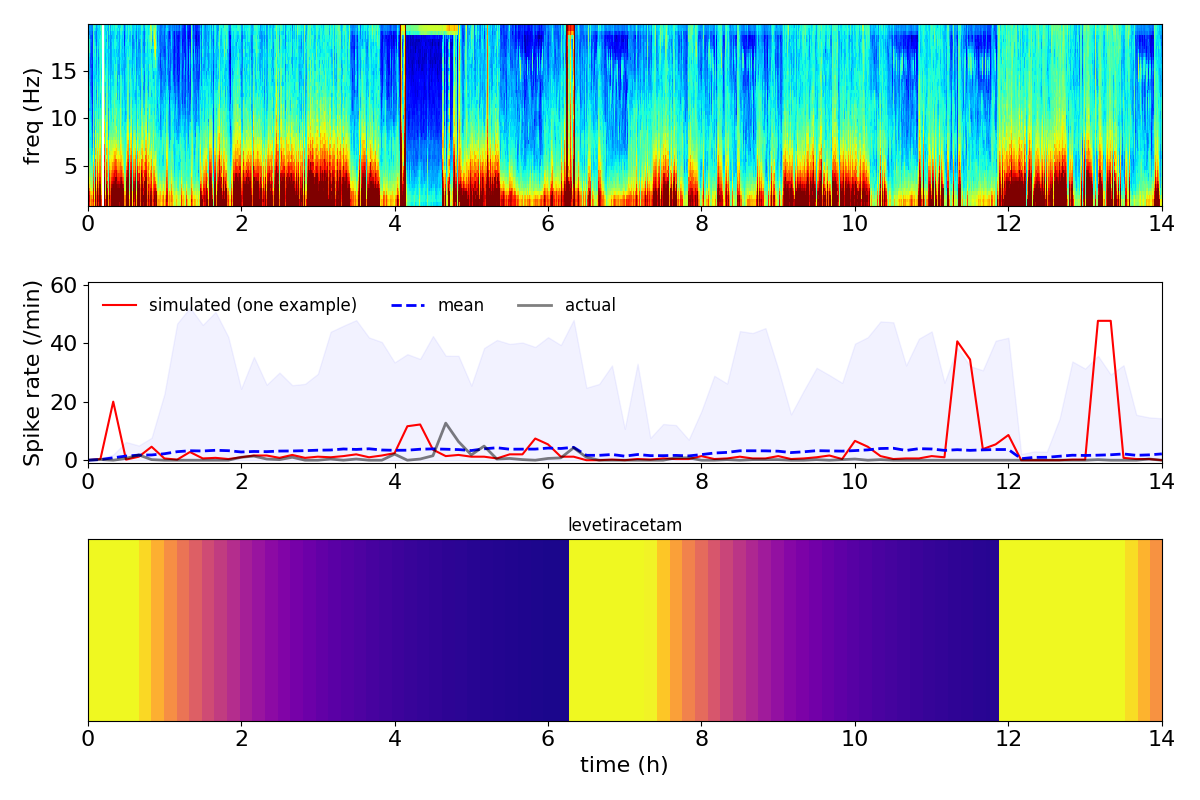 freq (Hz)
15
10
5
0 2 4 6 8 10 12 14
Spike rate (/min)
60
40
20
0
simulated (one example) mean actual
0 2 4 6 8 10 12 14
levetiracetam
0 2 4 6 8 10 12 14
time (h)